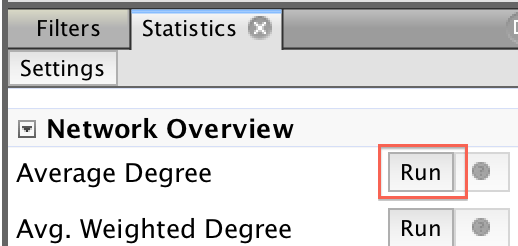 Filters Statistics
Settings
Network Overview
Average Degree Run
Avg. Weighted Degree Run